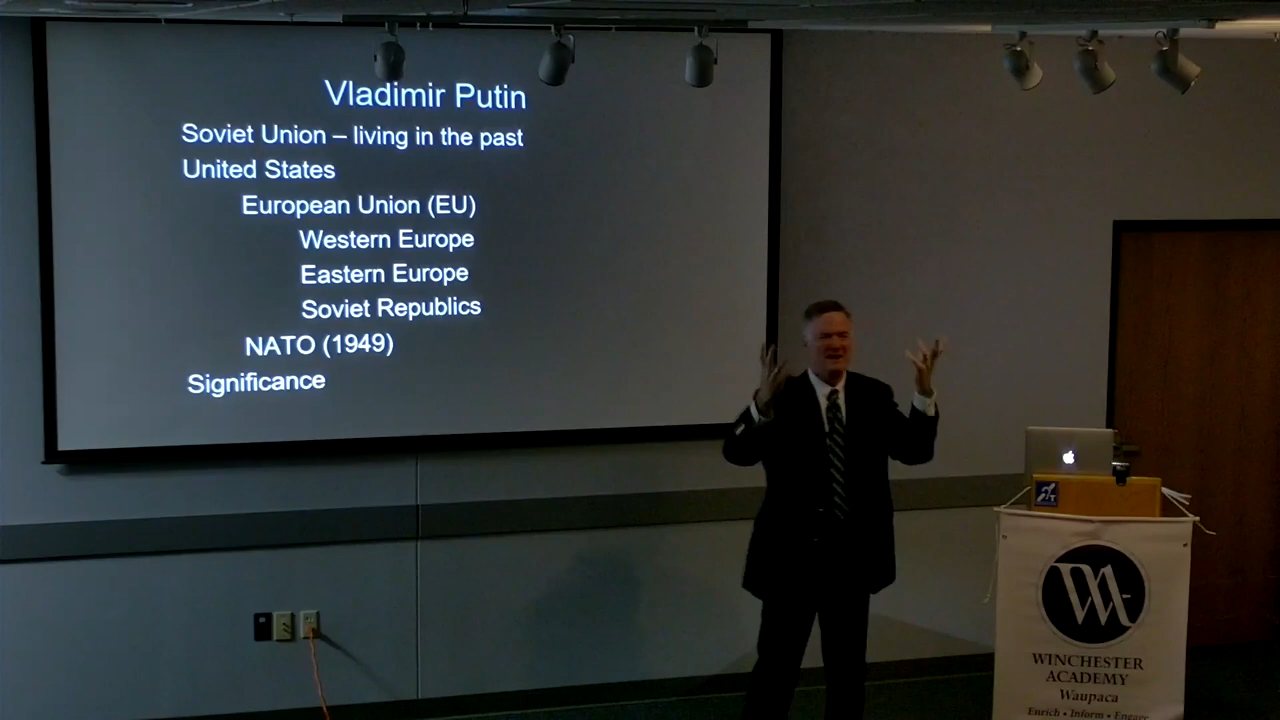 Vladimir Putin
Soviet Union – living in the past
United States
European Union (EU)
Western Europe
Eastern Europe
Soviet Republics
NATO (1949)
Significance
WINCHESTER
ACADEMY
Waupaca
Enrich • Inform • Engage